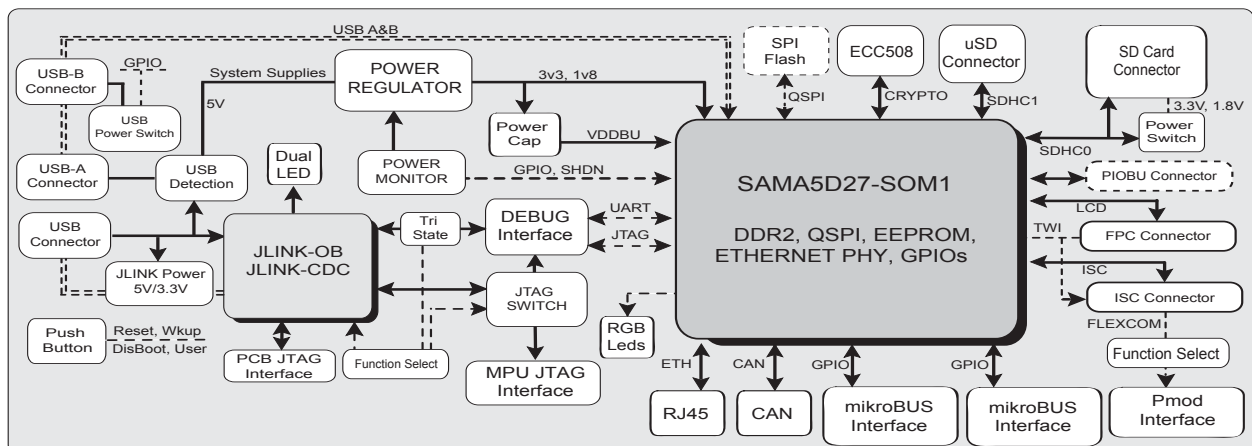 USB A&B
USB-B
Connector
GPIO
USB
Power Switch
System Supplies
5V
POWER
REGULATOR
3v3, 1v8
Power
Cap
VDDBU
SPI
Flash
QSPI
ECC508
CRYPTO
uSD
Connector
SDHC1
SD Card
Connector
3.3V, 1.8V
Power
Switch
SDHC0
USB-A
Connector
USB
Detection
Dual
LED
POWER
MONITOR
GPIO, SHDN
SAMA5D27-SOM1
DDR2, QSPI, EEPROM,
ETHERNET PHY, GPIOs
PIOBU Connector
LCD
TWI
FPC Connector
ISC
ISC Connector
FLEXCOM
Function Select
Pmod
Interface
USB
Connector
JLINK-OB
JLINK-CDC
Tri
State
DEBUG
Interface
UART
JTAG
JLINK Power
5V/3.3V
JTAG
SWITCH
RGB
Leds
Push
Button
Reset, Wkup
DisBoot, User
PCB JTAG
Interface
Function Select
MPU JTAG
Interface
ETH
RJ45
CAN
CAN
GPIO
mikroBUS
Interface
GPIO
mikroBUS
Interface